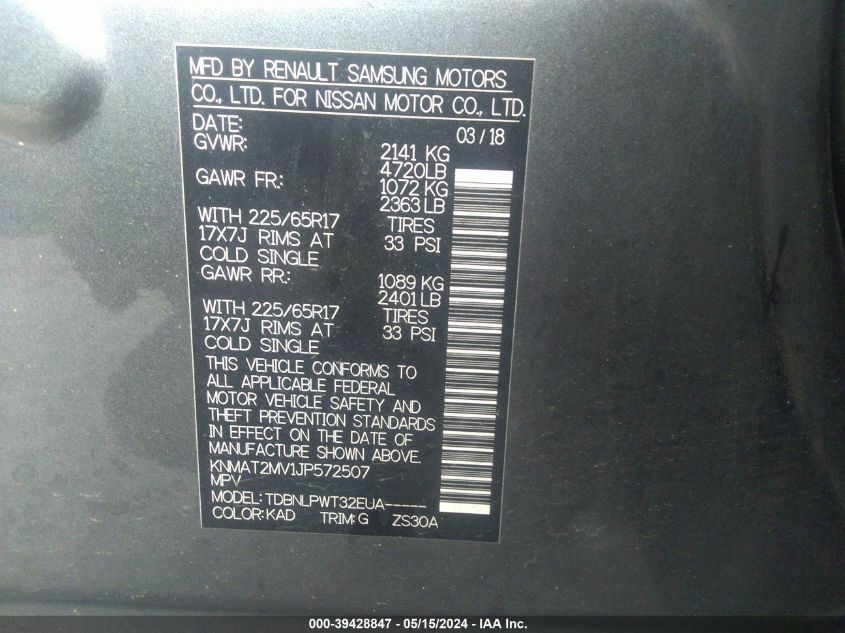 MFD BY RENAULT SAMSUNG MOTORS
CO., LTD. FOR NISSAN MOTOR CO., LTD.
DATE: 03/18
GVWR: 2141 KG
4720LB
GAWR FR.: 1072 KG
2363LB
WITH 225/65R17 TIRES
17X7J RIMS AT 33 PSI
COLD SINGLE
GAWR RR.: 1089 KG
2401LB
WITH 225/65R17 TIRES
17X7J RIMS AT 33 PSI
COLD SINGLE
THIS VEHICLE CONFORMS TO
ALL APPLICABLE FEDERAL
MOTOR VEHICLE SAFETY AND
THEFT PREVENTION STANDARDS
IN EFFECT ON THE DATE OF
MANUFACTURE SHOWN ABOVE.
KNMAT2MV1JP572507
MPV
MODEL: TDBNLPWT32EUA-----
COLOR: KAD TRIM: G ZS30A
000-39428847 - 05/15/2024 - IAA Inc.